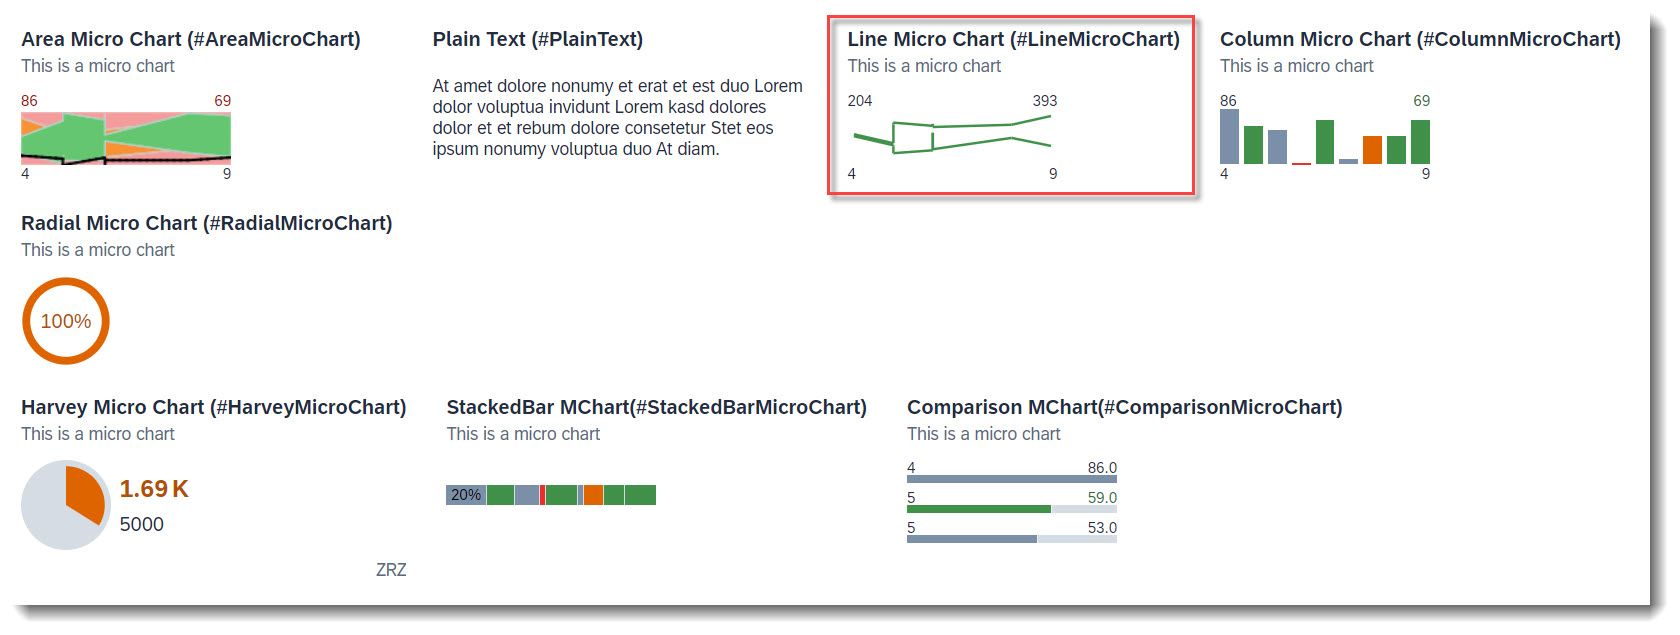 Area Micro Chart (#AreaMicroChart)
This is a micro chart
86 69
4 9
Plain Text (#PlainText)
At amet dolore nonumy et erat et est duo Lorem
dolor voluptua invidunt Lorem kasd dolores
dolor et et rebum dolore consetetur Stet eos
ipsum nonumy voluptua duo At diam.
Line Micro Chart (#LineMicroChart)
This is a micro chart
204 393
4 9
Column Micro Chart (#ColumnMicroChart)
This is a micro chart
86 69
4 9
Radial Micro Chart (#RadialMicroChart)
This is a micro chart
100%
Harvey Micro Chart (#HarveyMicroChart)
This is a micro chart
1.69 K
5000
ZRZ
StackedBar MChart(#StackedBarMicroChart)
This is a micro chart
20%
Comparison MChart(#ComparisonMicroChart)
This is a micro chart
4 86.0
5 59.0
5 53.0